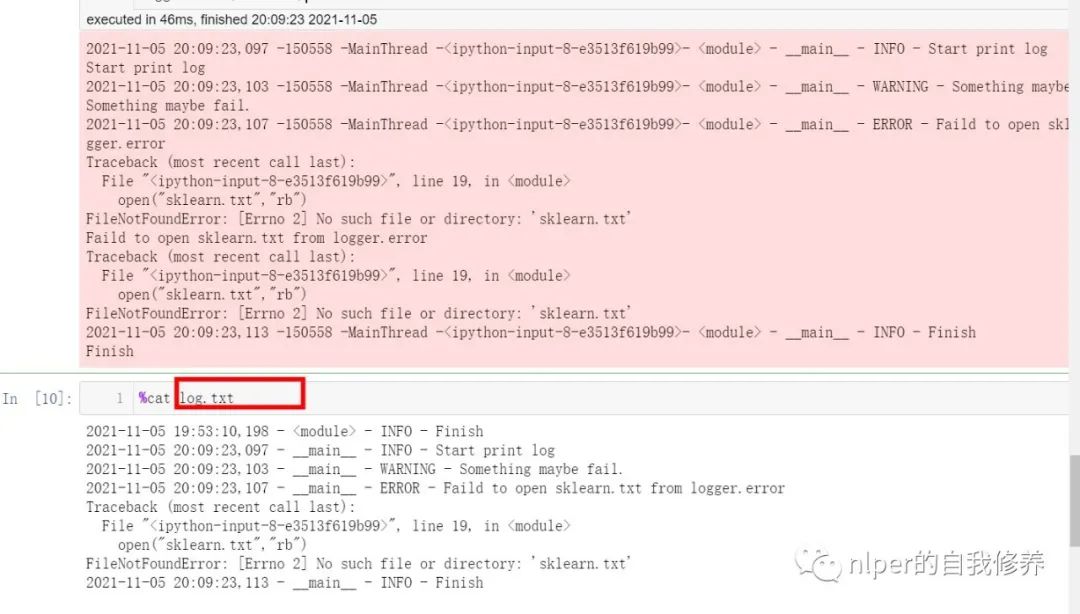 executed in 46ms, finished 20:09:23 2021-11-05
2021-11-05 20:09:23,097 -150558 -MainThread -<ipython-input-8-e3513f619b99>- <module> - __main__ - INFO - Start print log
Start print log
2021-11-05 20:09:23,103 -150558 -MainThread -<ipython-input-8-e3513f619b99>- <module> - __main__ - WARNING - Something maybe
Something maybe fail.
2021-11-05 20:09:23,107 -150558 -MainThread -<ipython-input-8-e3513f619b99>- <module> - __main__ - ERROR - Faild to open skl
gger.error
Traceback (most recent call last):
File "<ipython-input-8-e3513f619b99>", line 19, in <module>
open("sklearn.txt","rb")
FileNotFoundError: [Errno 2] No such file or directory: 'sklearn.txt'
Faild to open sklearn.txt from logger.error
Traceback (most recent call last):
File "<ipython-input-8-e3513f619b99>", line 19, in <module>
open("sklearn.txt","rb")
FileNotFoundError: [Errno 2] No such file or directory: 'sklearn.txt'
2021-11-05 20:09:23,113 -150558 -MainThread -<ipython-input-8-e3513f619b99>- <module> - __main__ - INFO - Finish
Finish
In [10]: 1 %cat log.txt
2021-11-05 19:53:10,198 - <module> - INFO - Finish
2021-11-05 20:09:23,097 - __main__ - INFO - Start print log
2021-11-05 20:09:23,103 - __main__ - WARNING - Something maybe fail.
2021-11-05 20:09:23,107 - __main__ - ERROR - Faild to open sklearn.txt from logger.error
Traceback (most recent call last):
File "<ipython-input-8-e3513f619b99>", line 19, in <module>
open("sklearn.txt","rb")
FileNotFoundError: [Errno 2] No such file or directory: 'sklearn.txt'
2021-11-05 20:09:23,113 - __main__ - INFO - Finish
nlper的自我修养